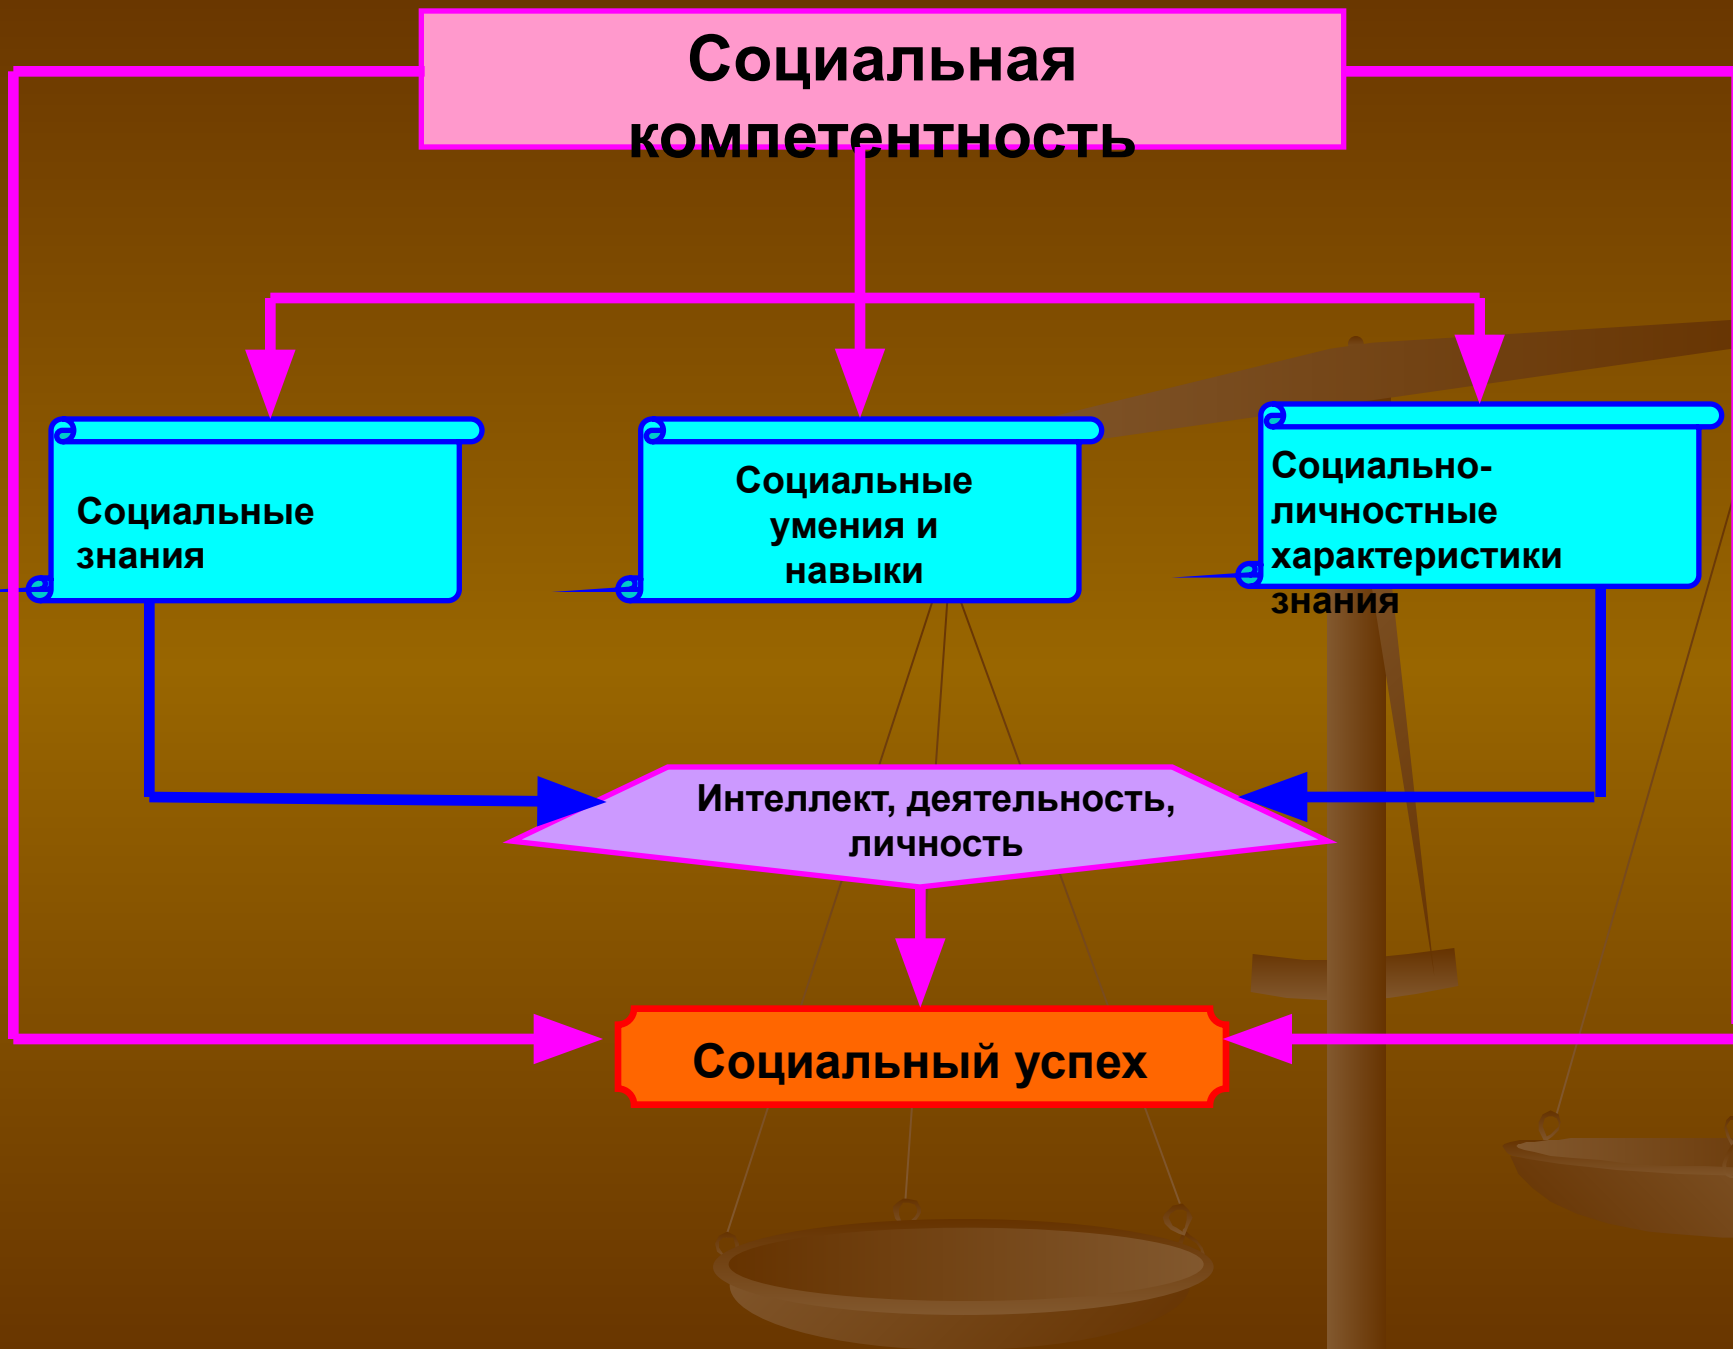 Социальная
компетентность
Социальные
знания
Социальные
умения и
навыки
Социально-
личностные
характеристики
знания
Интеллект, деятельность,
личность
Социальный успех